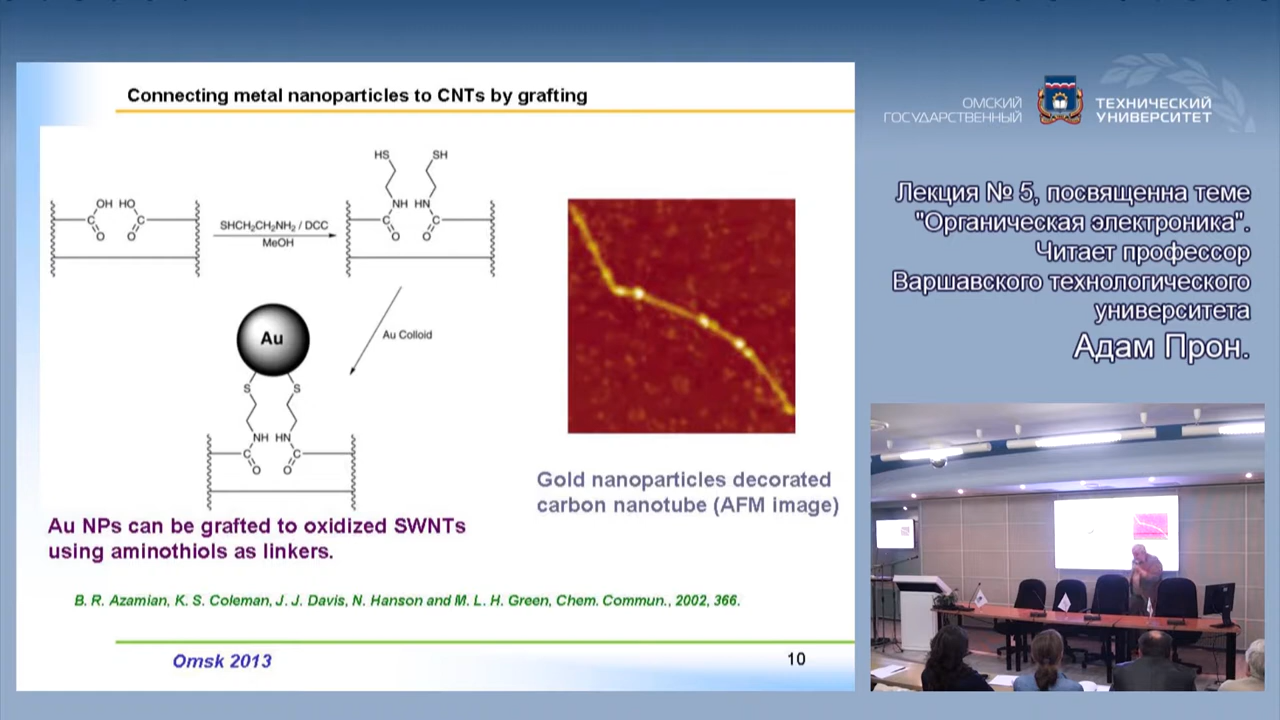 Connecting metal nanoparticles to CNTs by grafting
HS SH
OH HO
NH HN
C C
C C
O O
O O
SHCH₂CH₂NH₂ / DCC
MeOH
Au
Au Colloid
S S
NH HN
C C
O O
Au NPs can be grafted to oxidized SWNTs
using aminothiols as linkers.
Gold nanoparticles decorated
carbon nanotube (AFM image)
B. R. Azamian, K. S. Coleman, J. J. Davis, N. Hanson and M. L. H. Green, Chem. Commun., 2002, 366.
Omsk 2013
10
ОМСКИЙ
ГОСУДАРСТВЕННЫЙ
ТЕХНИЧЕСКИЙ
УНИВЕРСИТЕТ
Лекция № 5, посвященна теме
"Органическая электроника".
Читает профессор
Варшавского технологического
университета
Адам Прон.